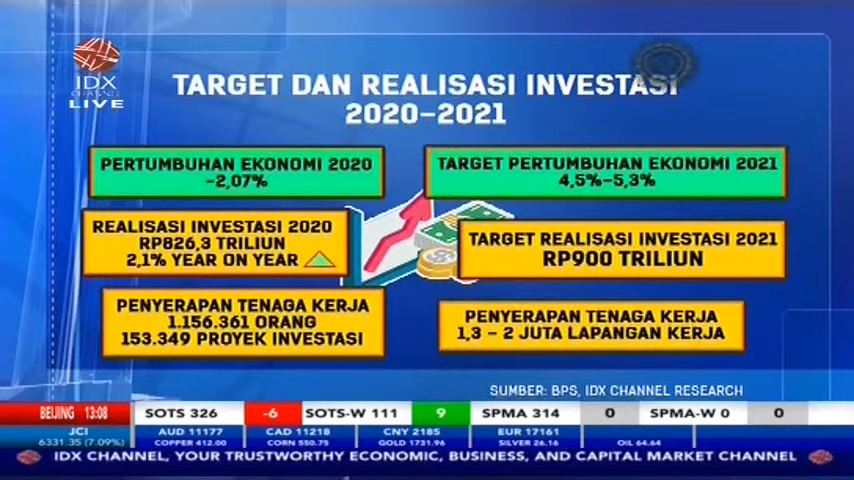 IDX
CHANNEL
LIVE
TARGET DAN REALISASI INVESTASI
2020-2021
PERTUMBUHAN EKONOMI 2020
-2,07%
TARGET PERTUMBUHAN EKONOMI 2021
4,5%-5,3%
REALISASI INVESTASI 2020
RP826,3 TRILIUN
2,1% YEAR ON YEAR
TARGET REALISASI INVESTASI 2021
RP900 TRILIUN
PENYERAPAN TENAGA KERJA
1.156.361 ORANG
153.349 PROYEK INVESTASI
PENYERAPAN TENAGA KERJA
1,3 - 2 JUTA LAPANGAN KERJA
SUMBER: BPS, IDX CHANNEL RESEARCH
BEIJING 13:08 SOTS 326 -6 SOTS-W 111 9 SPMA 314 0 SPMA-W 0 0
JCI AUD 11177 CAD 11218 CNY 2185 EUR 17161
6331.35 (7.09%) COPPER 412.00 CORN 550.75 GOLD 1731.96 SILVER 26.16 OIL 64.64
IDX CHANNEL, YOUR TRUSTWORTHY ECONOMIC, BUSINESS, AND CAPITAL MARKET CHANNEL